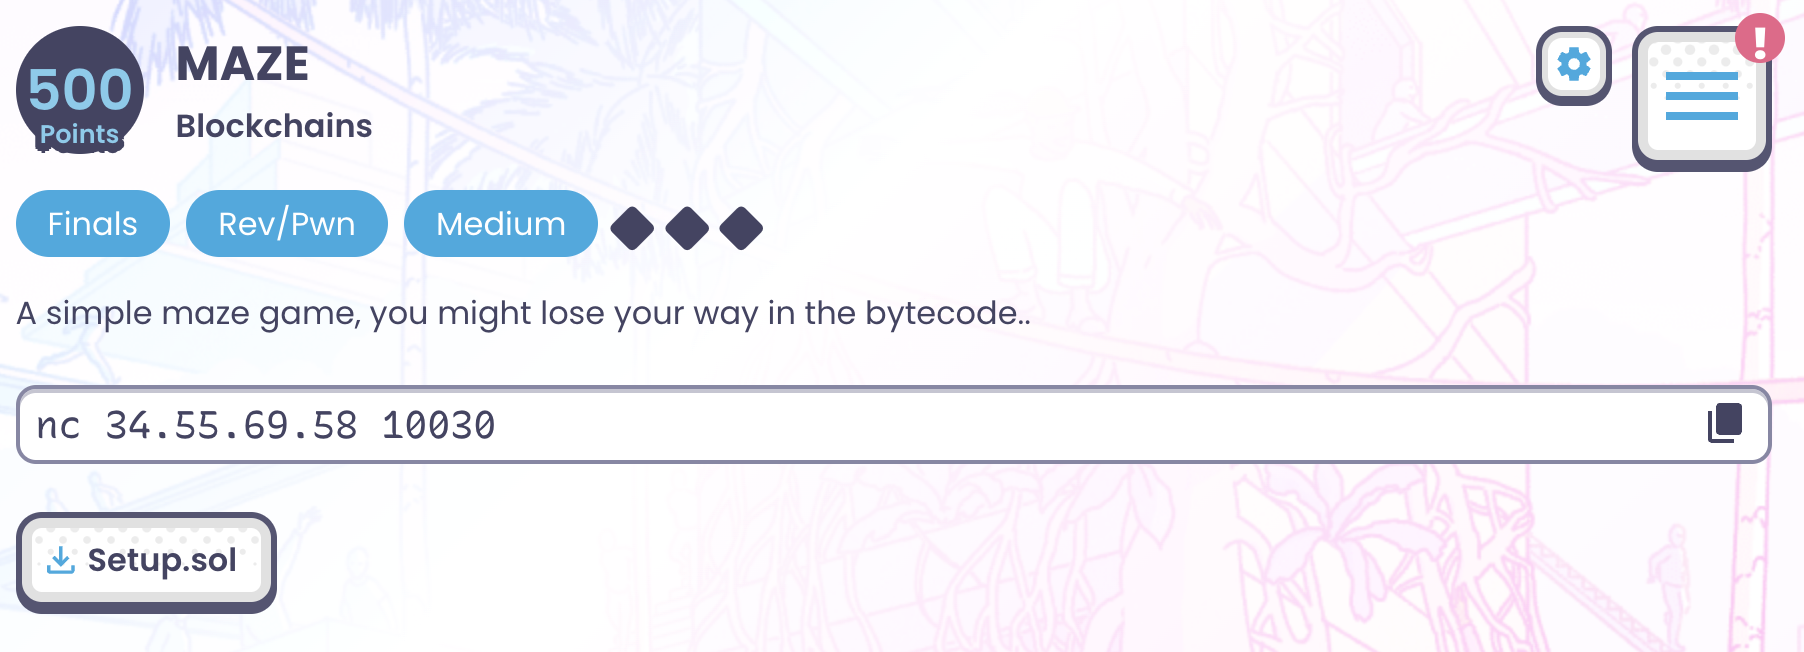 500
Points
MAZE
Blockchains
Finals
Rev/Pwn
Medium
A simple maze game, you might lose your way in the bytecode..
nc 34.55.69.58 10030
Setup.sol